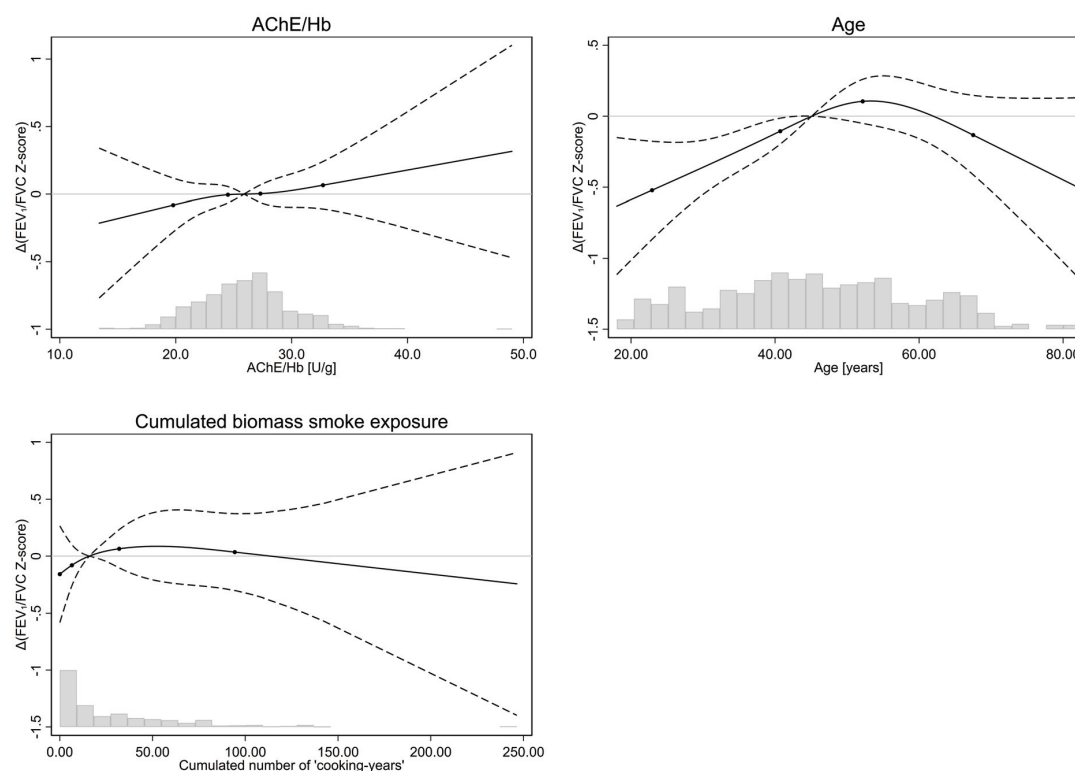 AChE/Hb
Δ(FEV₁/FVC Z-score)
1
.5
0
-.5
-1
10.0 20.0 30.0 40.0 50.0
AChE/Hb [U/g]
Age
Δ(FEV₁/FVC Z-score)
.5
0
-.5
-1
-1.5
20.00 40.00 60.00 80.00
Age [years]
Cumulated biomass smoke exposure
Δ(FEV₁/FVC Z-score)
1
.5
0
-.5
-1
-1.5
0.00 50.00 100.00 150.00 200.00 250.00
Cumulated number of 'cooking-years'